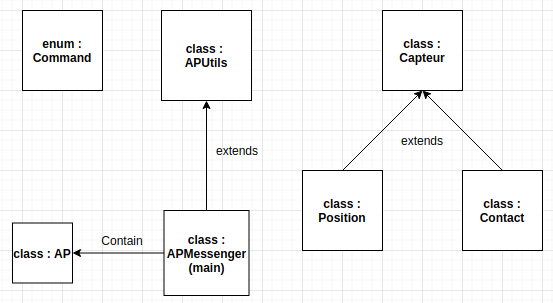 enum :
Command
class :
APUtils
class :
Capteur
extends
extends
class :
Position
class :
Contact
class : AP
Contain
class :
APMessenger
(main)